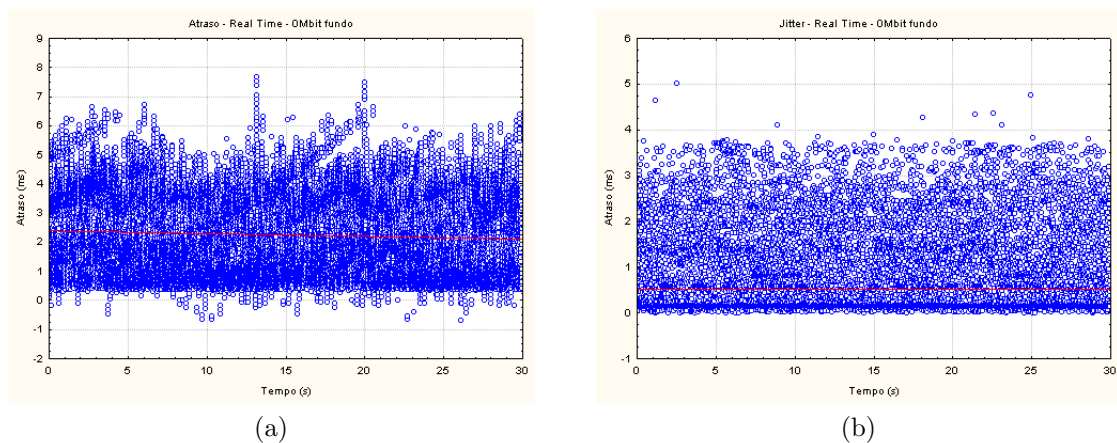 Atraso - Real Time - 0Mbit fundo
9
8
7
6
5
4
3
2
1
0
-1
-2
Atraso (ms)
0 5 10 15 20 25 30
Tempo (s)
(a)
Jitter - Real Time - 0Mbit fundo
6
5
4
3
2
1
0
-1
Atraso (ms)
0 5 10 15 20 25 30
Tempo (s)
(b)